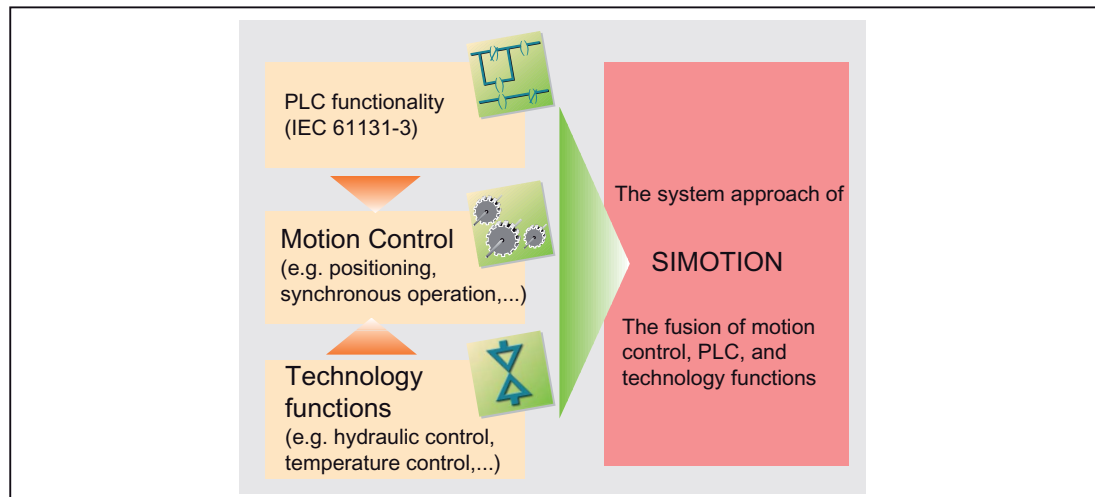 PLC functionality
(IEC 61131-3)
Motion Control
(e.g. positioning,
synchronous operation,...)
Technology
functions
(e.g. hydraulic control,
temperature control,...)
The system approach of
SIMOTION
The fusion of motion
control, PLC, and
technology functions